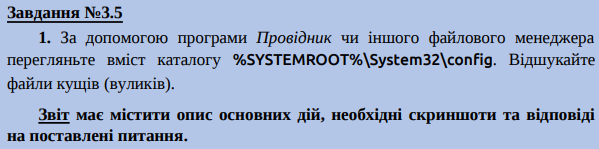 Завдання №3.5
1. За допомогою програми Провідник чи іншого файлового менеджера
перегляньте вміст каталогу %SYSTEMROOT%\System32\config. Відшукайте
файли кущів (вуликів).
Звіт має містити опис основних дій, необхідні скриншоти та відповіді
на поставлені питання.